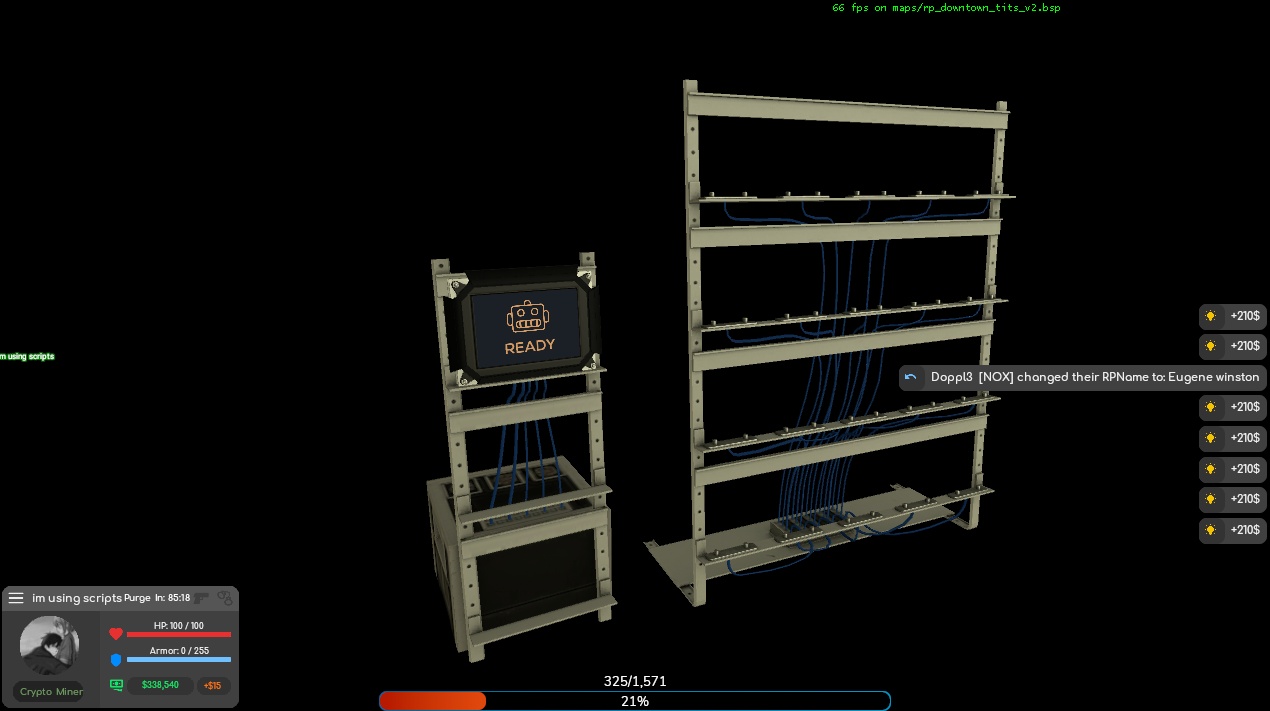 66 fps on maps/rp_downtown_tits_v2.bsp
READY
m using scripts
+210$
+210$
Doppl3 [NOX] changed their RPName to: Eugene winston
+210$
+210$
+210$
+210$
+210$
im using scripts Purge In: 85:18
HP: 100 / 100
Armor: 0 / 255
$338,540 +$15
Crypto Miner
325/1,571
21%